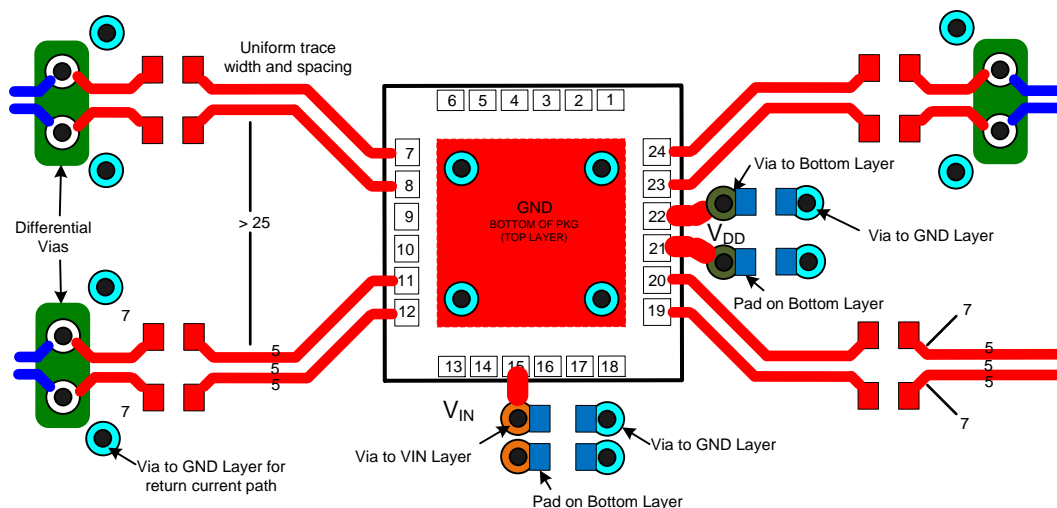 Uniform trace
width and spacing
6 5 4 3 2 1
7
8
9
10
11
12
24
23
22
21
20
19
13 14 15 16 17 18
GND
BOTTOM OF PKG
(TOP LAYER)
Via to Bottom Layer
VDD
Via to GND Layer
Pad on Bottom Layer
Differential
Vias
> 25
7
5
5
5
7
7
5
5
7
VIN
Via to VIN Layer
Via to GND Layer
Pad on Bottom Layer
Via to GND Layer for
return current path